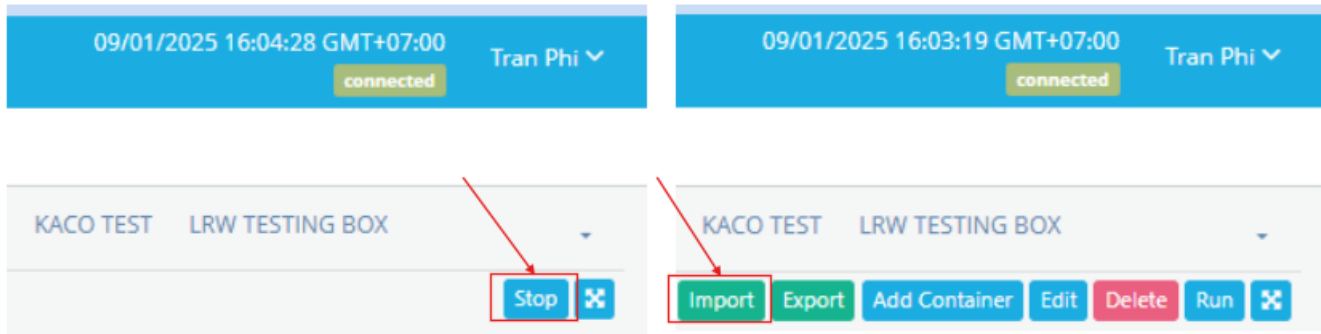 09/01/2025 16:04:28 GMT+07:00
Tran Phi
connected
KACO TEST LRW TESTING BOX
Stop
09/01/2025 16:03:19 GMT+07:00
Tran Phi
connected
KACO TEST LRW TESTING BOX
Import Export Add Container Edit Delete Run